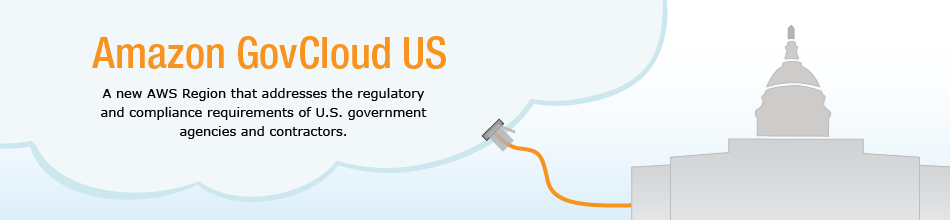 Amazon GovCloud US
A new AWS Region that addresses the regulatory
and compliance requirements of U.S. government
agencies and contractors.